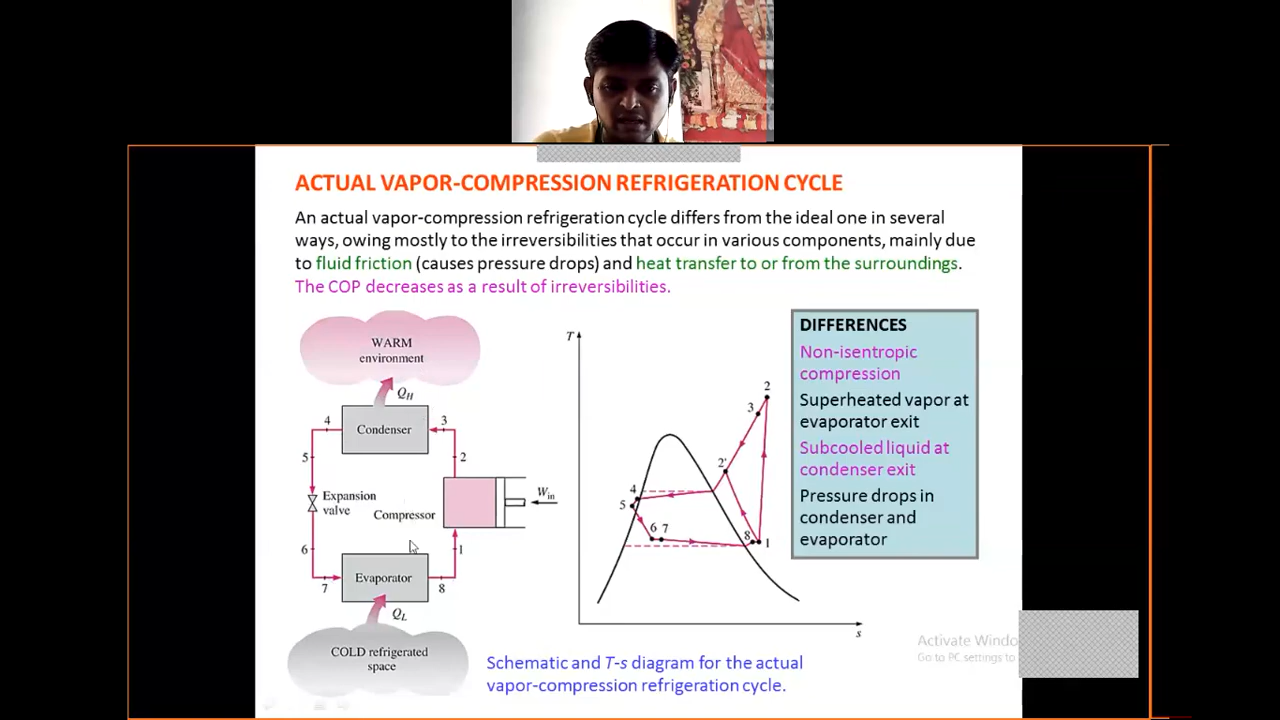 ACTUAL VAPOR-COMPRESSION REFRIGERATION CYCLE
An actual vapor-compression refrigeration cycle differs from the ideal one in several
ways, owing mostly to the irreversibilities that occur in various components, mainly due
to fluid friction (causes pressure drops) and heat transfer to or from the surroundings.
The COP decreases as a result of irreversibilities.
WARM
environment
QH
4
Condenser
3
5
2
Expansion
valve
Compressor
Win
6
1
7
Evaporator
8
QL
COLD refrigerated
space
T
2
3
2'
4
5
6 7
8
1
s
DIFFERENCES
Non-isentropic
compression
Superheated vapor at
evaporator exit
Subcooled liquid at
condenser exit
Pressure drops in
condenser and
evaporator
Schematic and T-s diagram for the actual
vapor-compression refrigeration cycle.
Activate Windo
Go to PC settings to